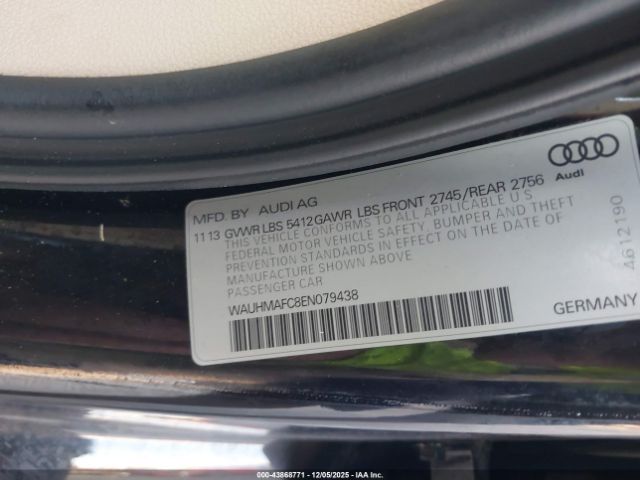 Audi
MFD. BY AUDI AG
11 13 GVWR LBS 5412 GAWR LBS FRONT 2745/REAR 2756
THIS VEHICLE CONFORMS TO ALL APPLICABLE U S
FEDERAL MOTOR VEHICLE SAFETY, BUMPER AND THEFT
PREVENTION STANDARDS IN EFFECT ON THE DATE OF
MANUFACTURE SHOWN ABOVE
PASSENGER CAR
WAUHMAFC8EN079438
4612190
GERMANY
000-43868771 - 12/05/2025 - IAA Inc.